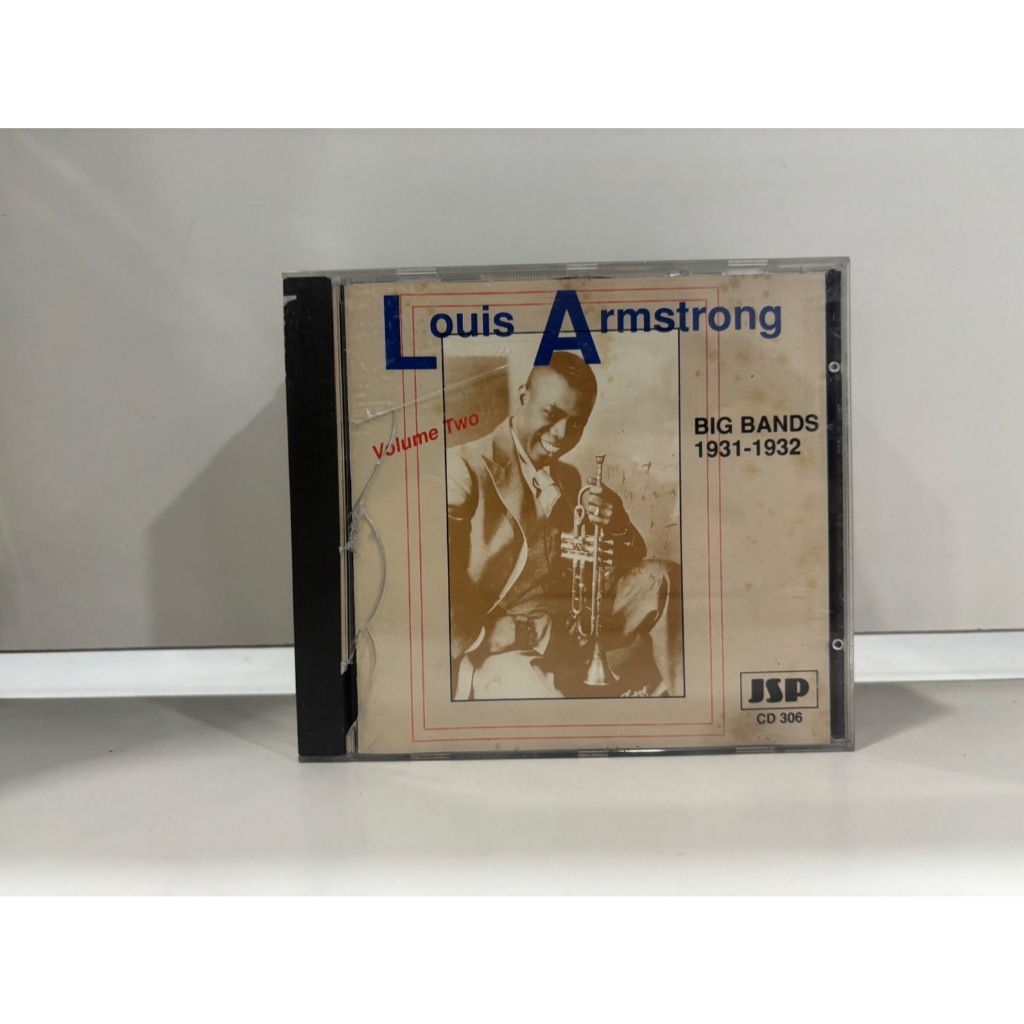 Louis Armstrong
Volume Two
BIG BANDS
1931-1932
JSP
CD 306